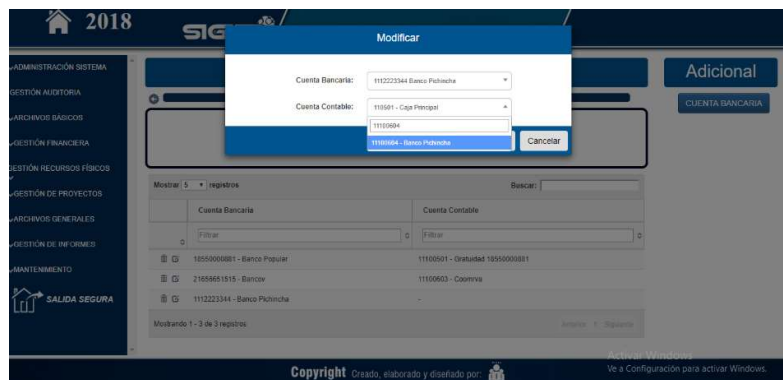 2018
SIG
Modificar
Cuenta Bancaria: 1112223344 Banco Pichincha
Cuenta Contable: 110501 - Caja Principal
11100604
11100604 - Banco Pichincha
Cancelar
Adicional
CUENTA BANCARIA
ADMINISTRACIÓN SISTEMA
GESTIÓN AUDITORIA
ARCHIVOS BÁSICOS
GESTIÓN FINANCIERA
GESTIÓN RECURSOS FÍSICOS
GESTIÓN DE PROYECTOS
ARCHIVOS GENERALES
GESTIÓN DE INFORMES
MANTENIMIENTO
SALIDA SEGURA
Mostrar 5 registros Buscar:
Cuenta Bancaria Cuenta Contable
Filtrar Filtrar
18550000881 - Banco Popular 11100501 - Gratuidad 18550000881
21656651515 - Bancov 11100603 - Coomriva
1112223344 - Banco Pichincha -
Mostrando 1 - 3 de 3 registros Anterior 1 Siguiente
Activar Windows
Ve a Configuración para activar Windows.
Copyright Creado, elaborado y diseñado por: